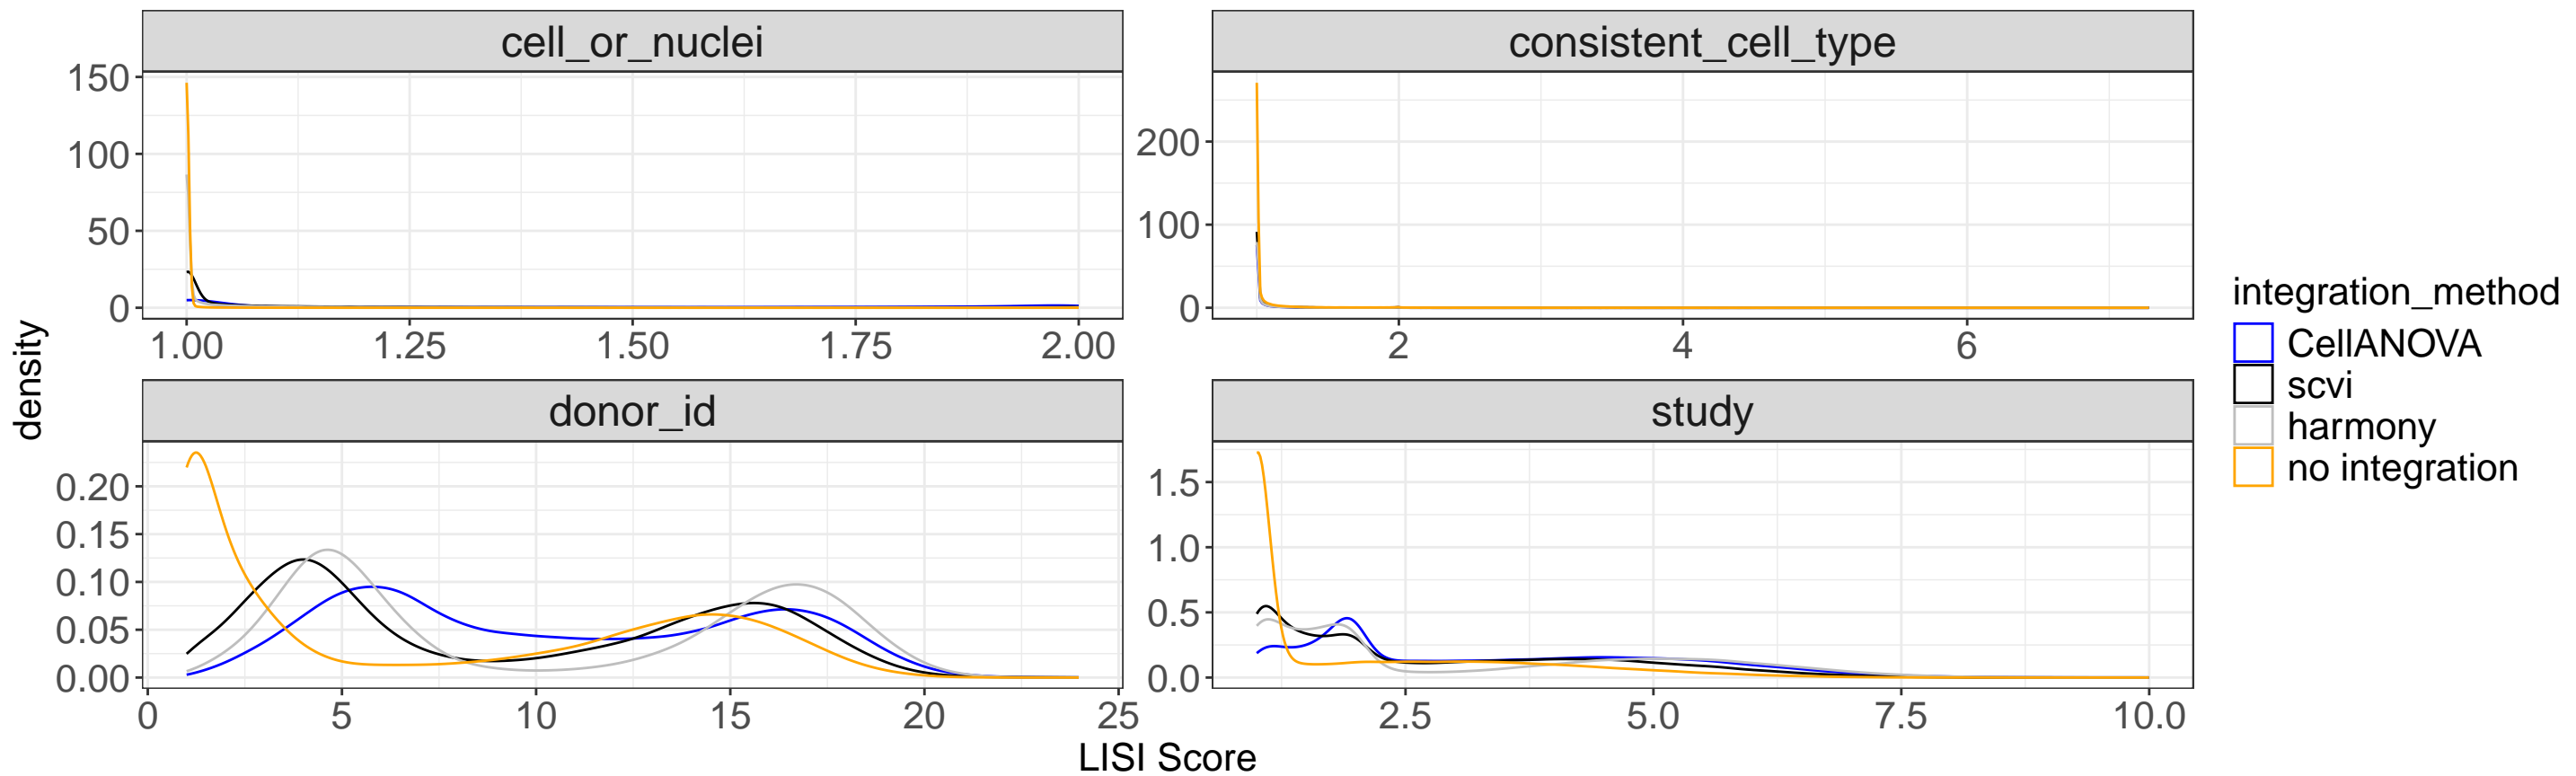 cell_or_nuclei
consistent_cell_type
150
100
50
0
1.00 1.25 1.50 1.75 2.00
200
100
0
2 4 6
donor_id
study
0.20
0.15
0.10
0.05
0.00
0 5 10 15 20 25
1.5
1.0
0.5
0.0
2.5 5.0 7.5 10.0
density
LISI Score
integration_method
CellANOVA
scvi
harmony
no integration